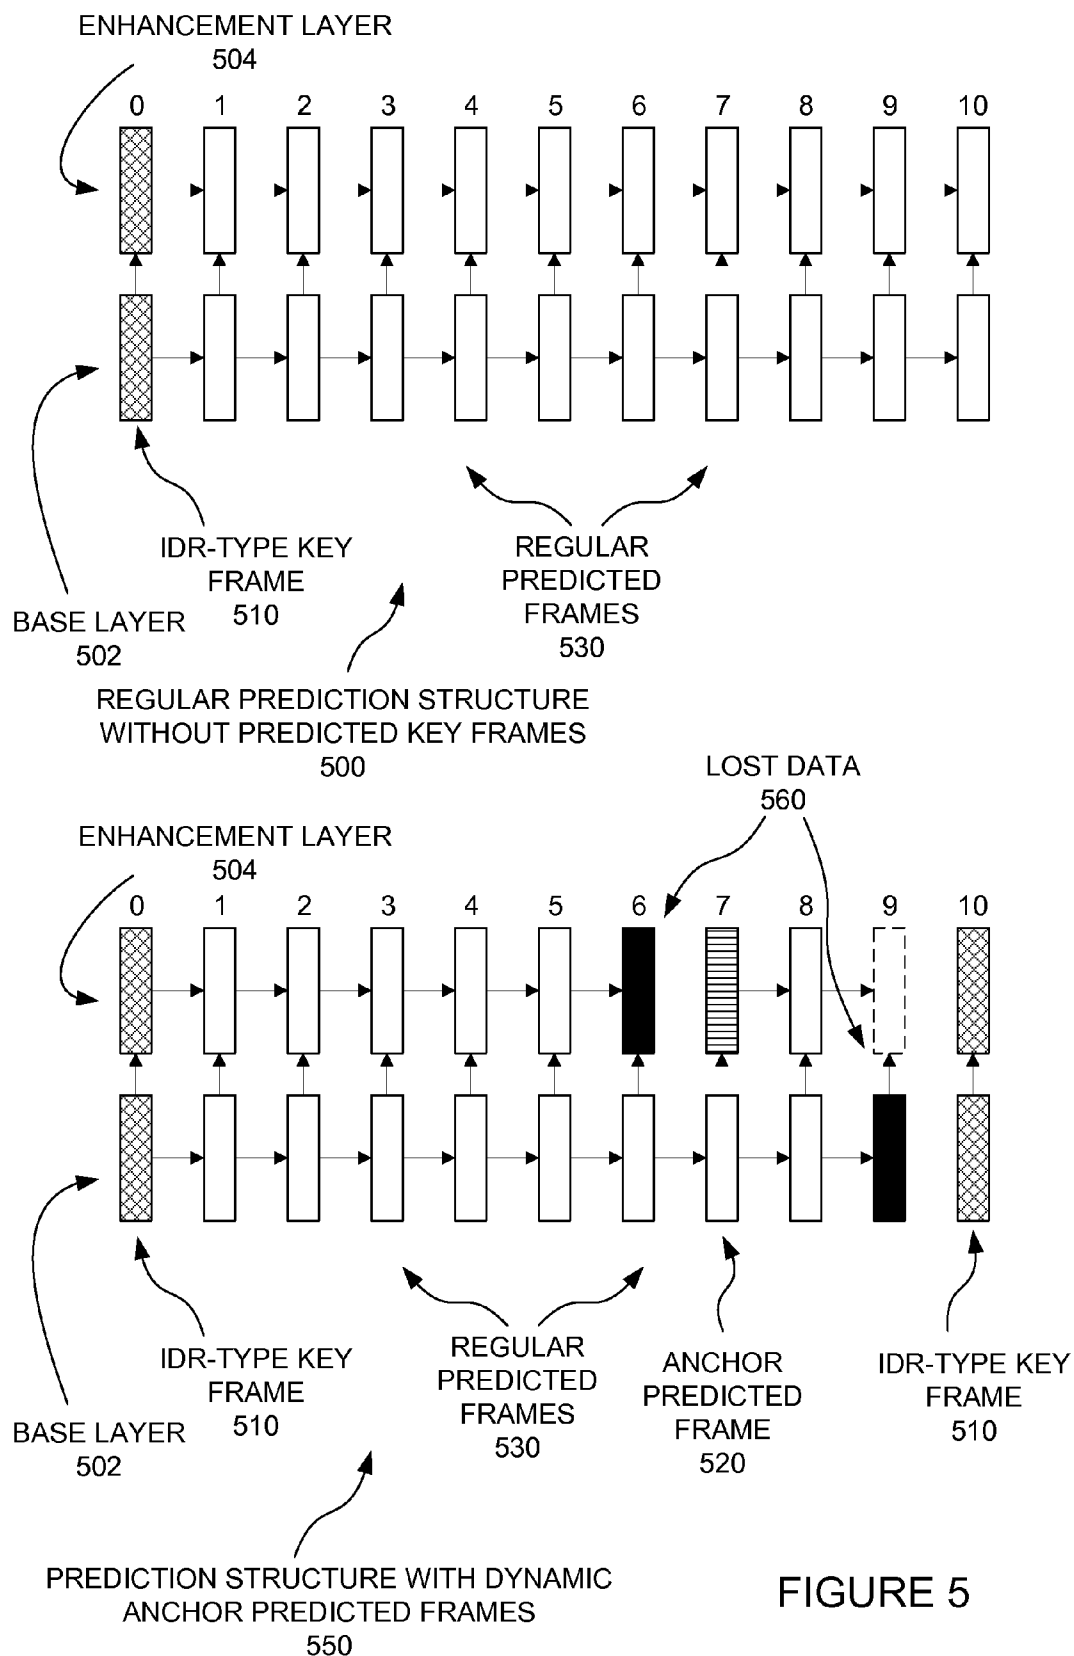 ENHANCEMENT LAYER
504
0 1 2 3 4 5 6 7 8 9 10
IDR-TYPE KEY
FRAME
510
REGULAR
PREDICTED
FRAMES
530
BASE LAYER
502
REGULAR PREDICTION STRUCTURE
WITHOUT PREDICTED KEY FRAMES
500
LOST DATA
560
ENHANCEMENT LAYER
504
0 1 2 3 4 5 6 7 8 9 10
IDR-TYPE KEY
FRAME
510
REGULAR
PREDICTED
FRAMES
530
ANCHOR
PREDICTED
FRAME
520
IDR-TYPE KEY
FRAME
510
BASE LAYER
502
PREDICTION STRUCTURE WITH DYNAMIC
ANCHOR PREDICTED FRAMES
550
FIGURE 5